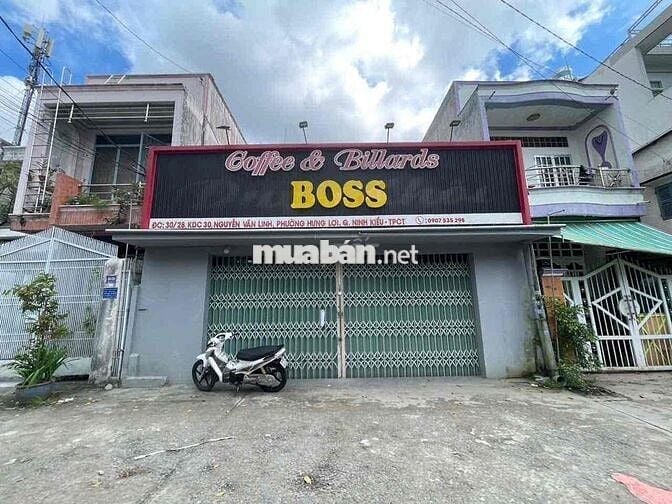 Coffee & Billards
BOSS
ĐC: 30/26, KDC 30, NGUYỄN VĂN LINH, PHƯỜNG HƯNG LỢI, Q. NINH KIỀU - TPCT
0907 535 295
muaban.net